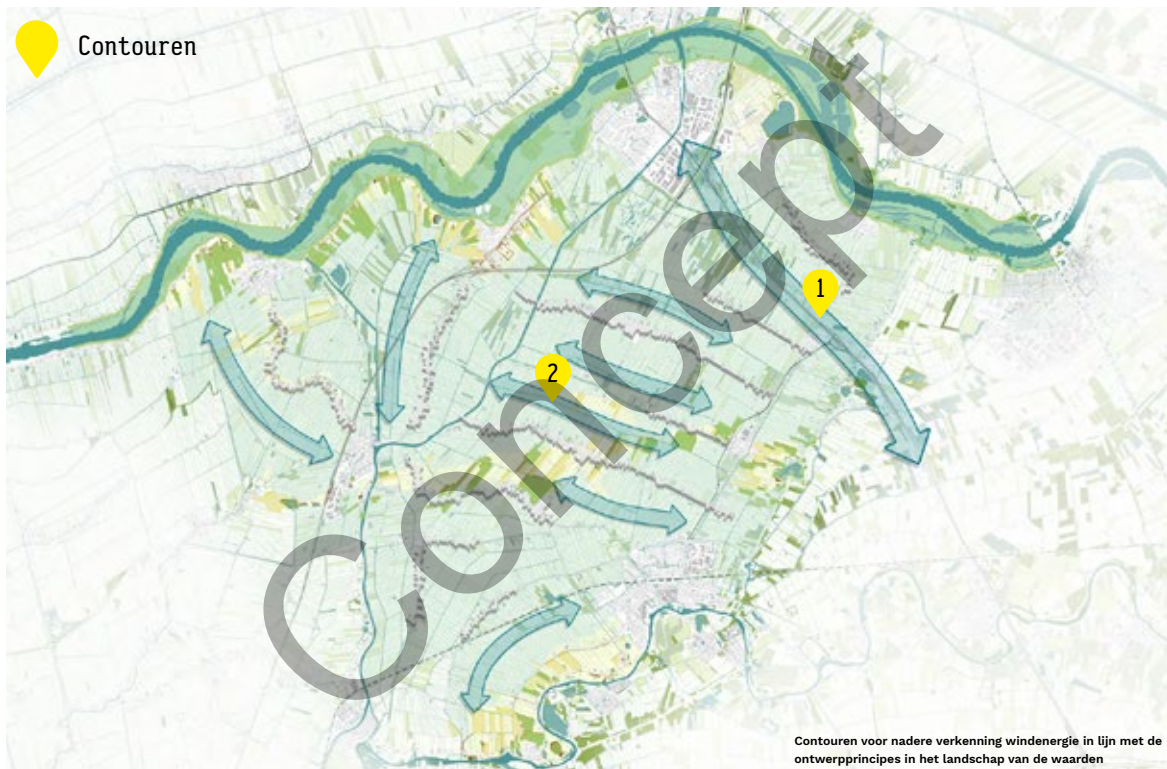 Contouren
1
2
Concept
Contouren voor nadere verkenning windenergie in lijn met de
ontwerpprincipes in het landschap van de waarden